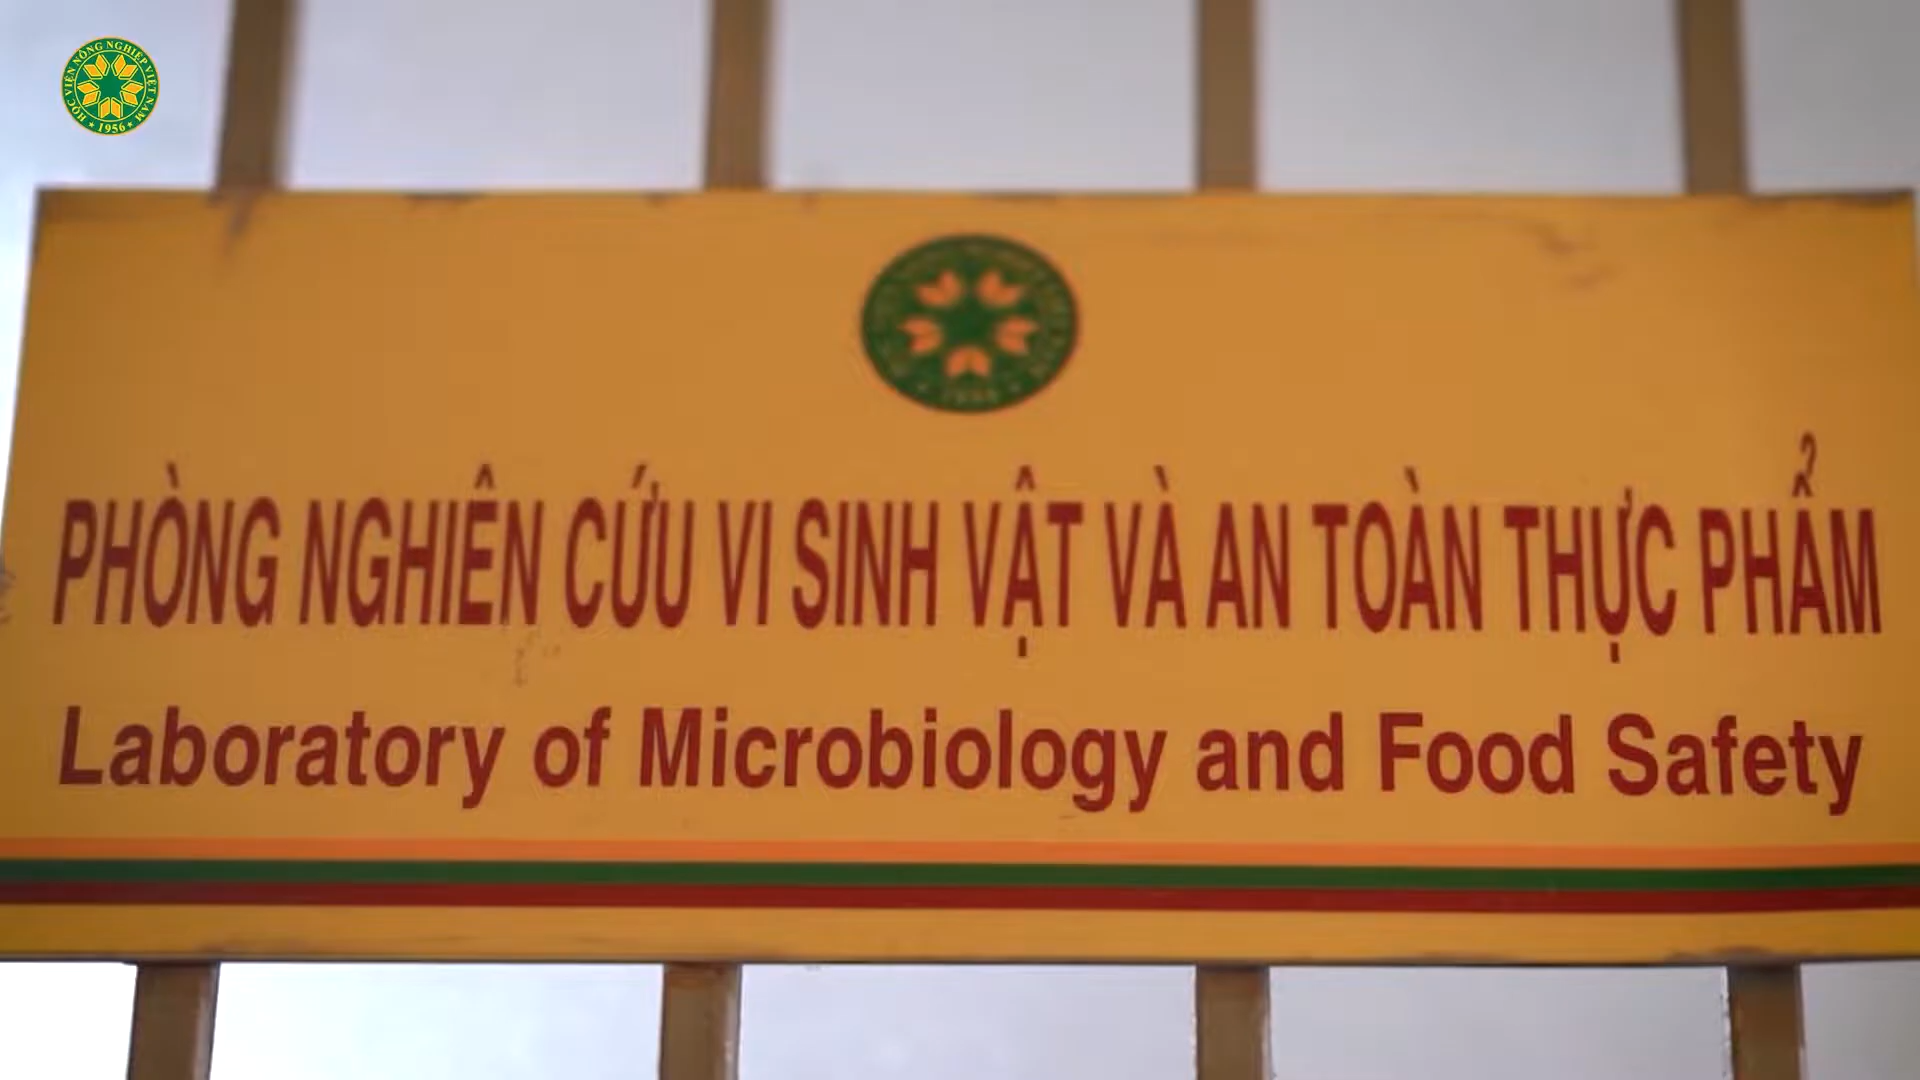 HỌC VIỆN NÔNG NGHIỆP VIỆT NAM
★ 1956 ★
PHÒNG NGHIÊN CỨU VI SINH VẬT VÀ AN TOÀN THỰC PHẨM
Laboratory of Microbiology and Food Safety